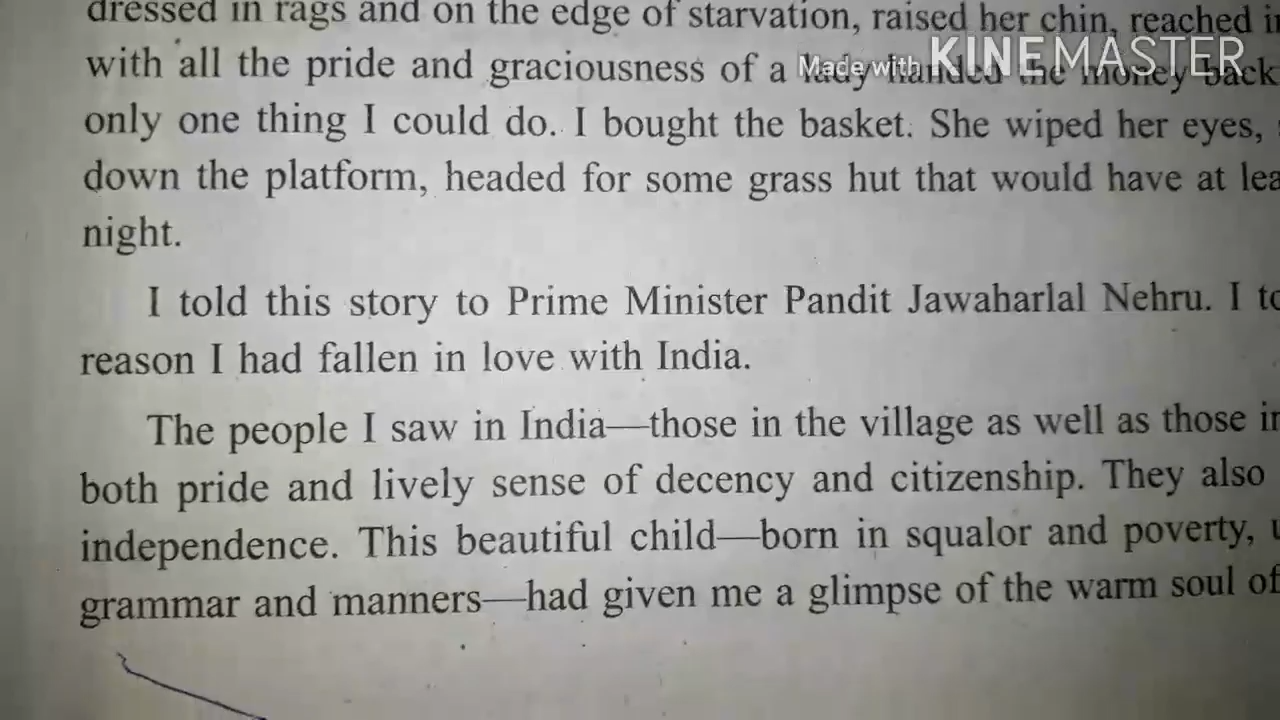 dressed in rags and on the edge of starvation, raised her chin, reached
with all the pride and graciousness of a lady handed the money back
Made with KINEMASTER
only one thing I could do. I bought the basket. She wiped her eyes,
down the platform, headed for some grass hut that would have at
night.
I told this story to Prime Minister Pandit Jawaharlal Nehru. I
reason I had fallen in love with India.
The people I saw in India—those in the village as well as those
both pride and lively sense of decency and citizenship. They also
independence. This beautiful child—born in squalor and poverty,
grammar and manners—had given me a glimpse of the warm soul of